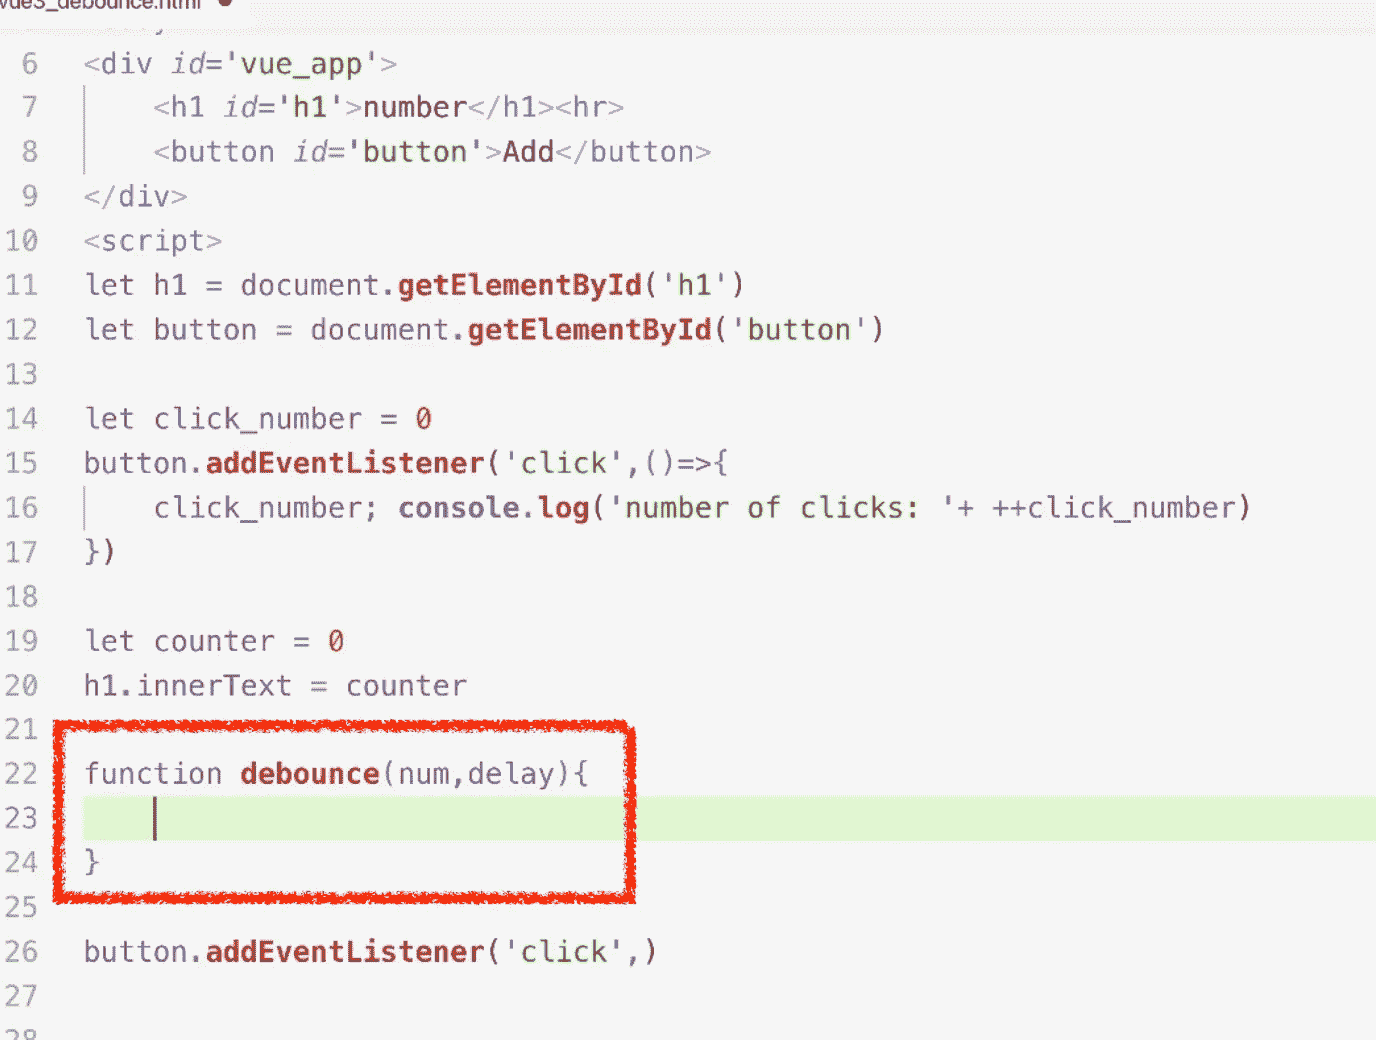 vue3_debounce.html
6 <div id='vue_app'>
7 <h1 id='h1'>number</h1><hr>
8 <button id='button'>Add</button>
9 </div>
10 <script>
11 let h1 = document.getElementById('h1')
12 let button = document.getElementById('button')
13
14 let click_number = 0
15 button.addEventListener('click',()=>{
16 click_number; console.log('number of clicks: '+ ++click_number)
17 })
18
19 let counter = 0
20 h1.innerText = counter
21
22 function debounce(num,delay){
23
24 }
25
26 button.addEventListener('click',)
27
28